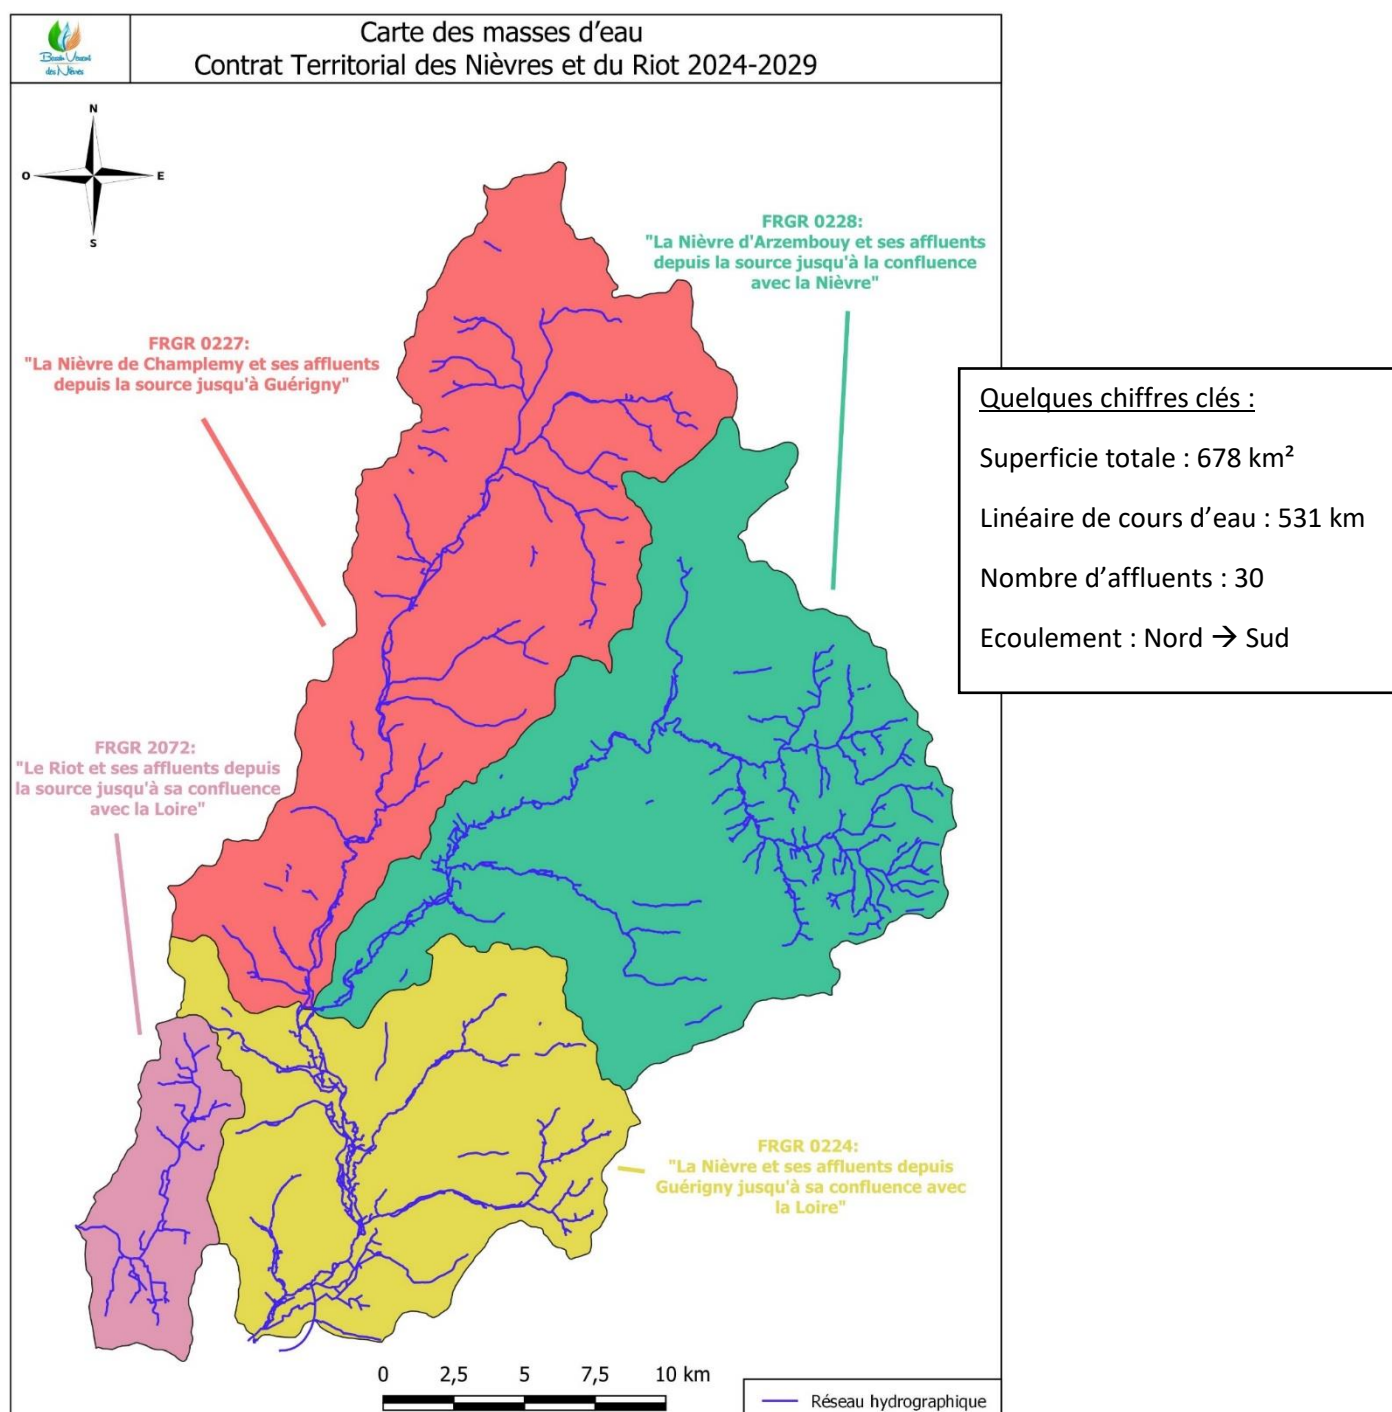 Bassin Versant
des Nièvres
Carte des masses d'eau
Contrat Territorial des Nièvres et du Riot 2024-2029
N
O
E
S
FRGR 0228:
"La Nièvre d'Arzembouy et ses affluents
depuis la source jusqu'à la confluence
avec la Nièvre"
FRGR 0227:
"La Nièvre de Champlemy et ses affluents
depuis la source jusqu'à Guérigny"
Quelques chiffres clés :
Superficie totale : 678 km²
Linéaire de cours d’eau : 531 km
Nombre d’affluents : 30
Ecoulement : Nord → Sud
FRGR 2072:
"Le Riot et ses affluents depuis
la source jusqu'à sa confluence
avec la Loire"
FRGR 0224:
"La Nièvre et ses affluents depuis
Guérigny jusqu'à sa confluence avec
la Loire"
0 2,5 5 7,5 10 km
Réseau hydrographique